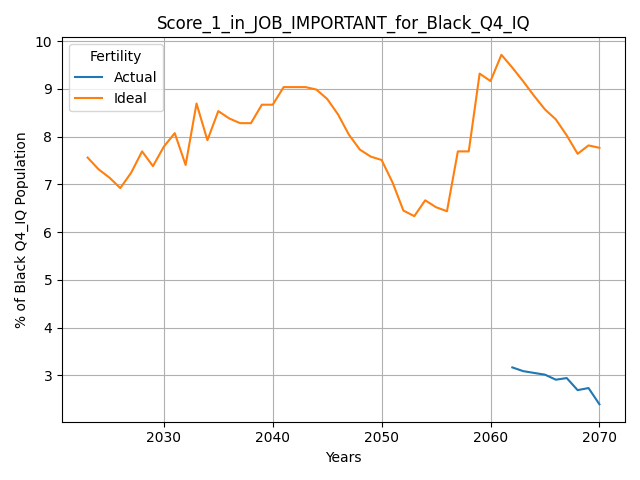 Score_1_in_JOB_IMPORTANT_for_Black_Q4_IQ
Fertility
Actual
Ideal
% of Black Q4_IQ Population
10
9
8
7
6
5
4
3
2030
2040
2050
2060
2070
Years